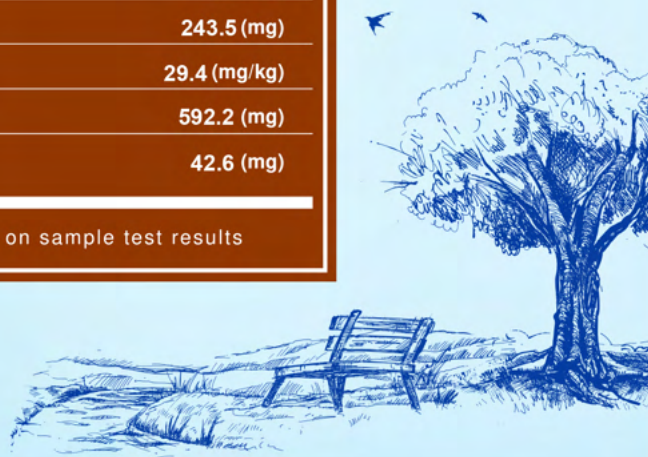 243.5 (mg)
29.4 (mg/kg)
592.2 (mg)
42.6 (mg)
on sample test results